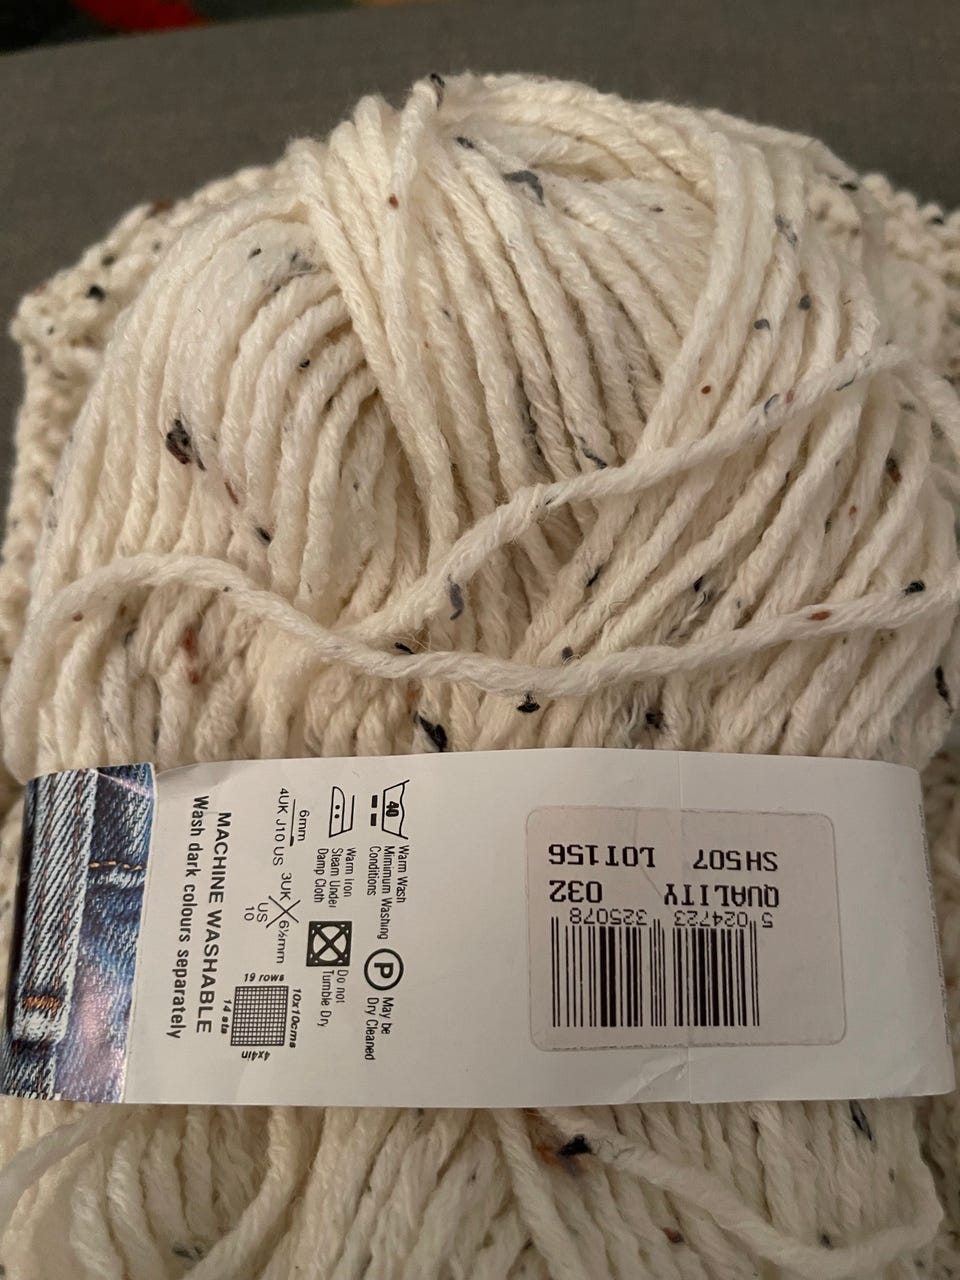 40
Warm Wash
Mimimum Washing
Conditions
P
May be
Dry Cleaned
Warm Iron
Steam Under
Damp Cloth
Do not
Tumble Dry
6mm
4UK J10 US
3UK
6½mm
US
10
19 rows
10x10cms
14 sts
4x4in
MACHINE WASHABLE
Wash dark colours separately
SH507 LOT156
QUALITY 032
5 024723 325078